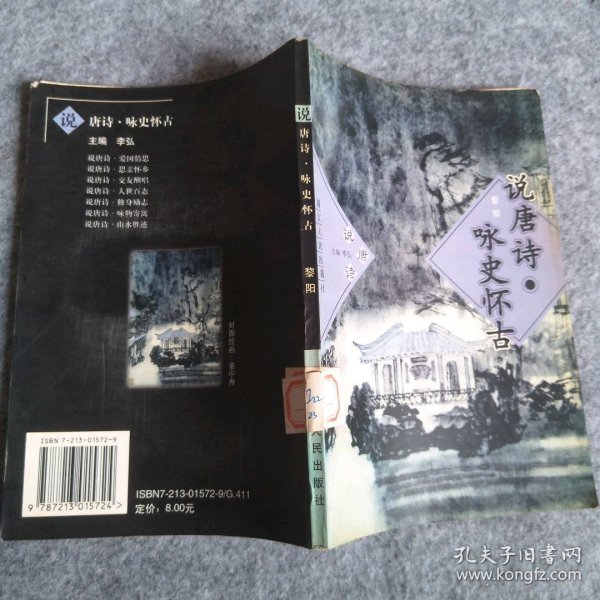 说 唐诗·咏史怀古
主编 李弘
说唐诗·爱国情思
说唐诗·思亲怀乡
说唐诗·交友酬唱
说唐诗·人世百态
说唐诗·修身励志
说唐诗·咏物寄寓
说唐诗·山水胜迹
封面绘画·童中焘
ISBN 7-213-01572-9
9 787213 015724 >
ISBN7-213-01572-9/G.411
定价：8.00元
说唐诗·咏史怀古
黎阳
J22
23
人民出版社
说唐诗
主编 李弘
说唐诗·
咏史怀古
黎阳
孔夫子旧书网
www.kongfz.com